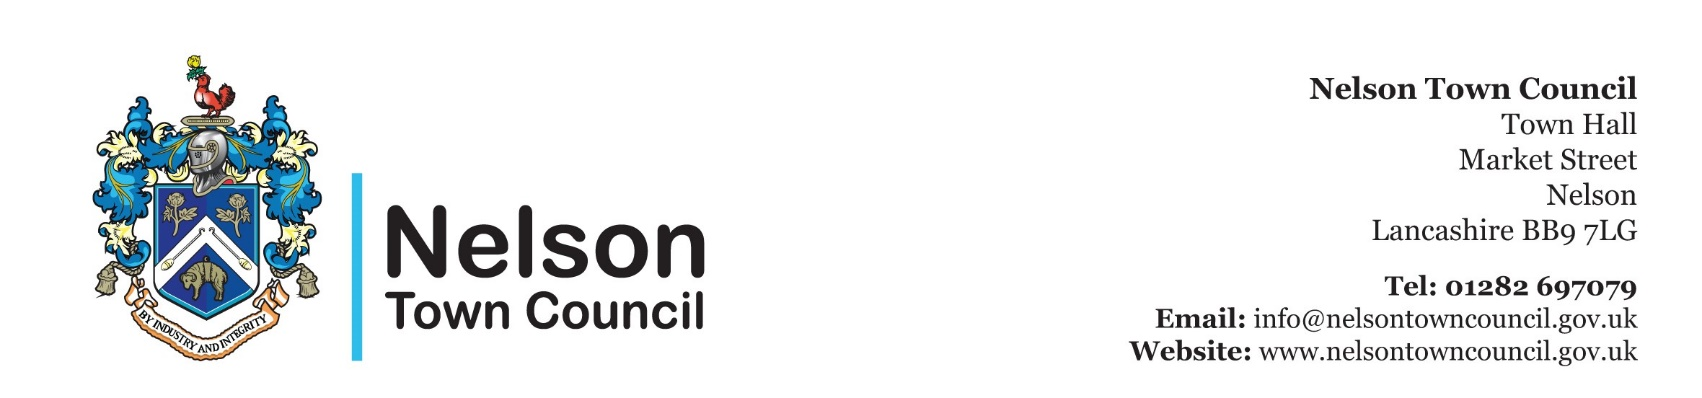 BY INDUSTRY AND INTEGRITY
Nelson
Town Council
Nelson Town Council
Town Hall
Market Street
Nelson
Lancashire BB9 7LG
Tel: 01282 697079
Email: info@nelsontowncouncil.gov.uk
Website: www.nelsontowncouncil.gov.uk